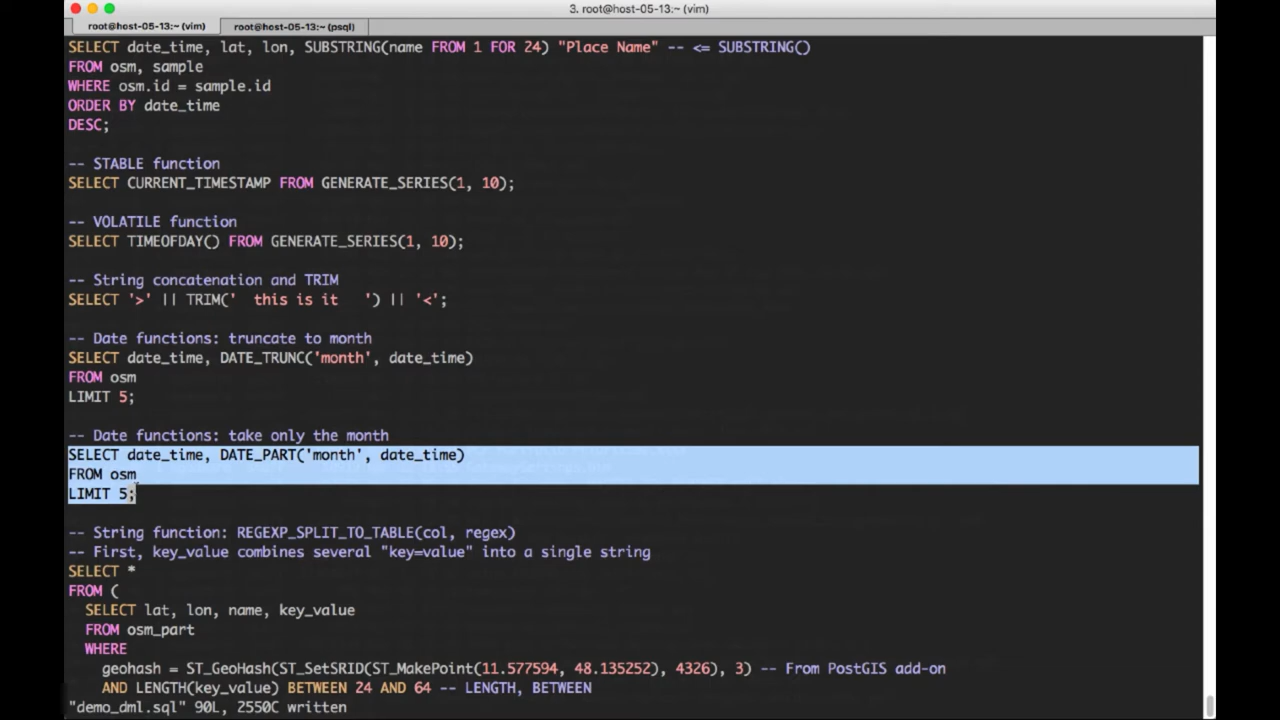 3. root@host-05-13:~ (vim)
root@host-05-13:~ (vim)
root@host-05-13:~ (psql)
SELECT date_time, lat, lon, SUBSTRING(name FROM 1 FOR 24) "Place Name" -- <= SUBSTRING()
FROM osm, sample
WHERE osm.id = sample.id
ORDER BY date_time
DESC;
-- STABLE function
SELECT CURRENT_TIMESTAMP FROM GENERATE_SERIES(1, 10);
-- VOLATILE function
SELECT TIMEOFDAY() FROM GENERATE_SERIES(1, 10);
-- String concatenation and TRIM
SELECT '>' || TRIM('  this is it   ') || '<';
-- Date functions: truncate to month
SELECT date_time, DATE_TRUNC('month', date_time)
FROM osm
LIMIT 5;
-- Date functions: take only the month
SELECT date_time, DATE_PART('month', date_time)
FROM osm
LIMIT 5;
-- String function: REGEXP_SPLIT_TO_TABLE(col, regex)
-- First, key_value combines several "key=value" into a single string
SELECT *
FROM (
  SELECT lat, lon, name, key_value
  FROM osm_part
  WHERE
    geohash = ST_GeoHash(ST_SetSRID(ST_MakePoint(11.577594, 48.135252), 4326), 3) -- From PostGIS add-on
    AND LENGTH(key_value) BETWEEN 24 AND 64 -- LENGTH, BETWEEN
"demo_dml.sql" 90L, 2550C written